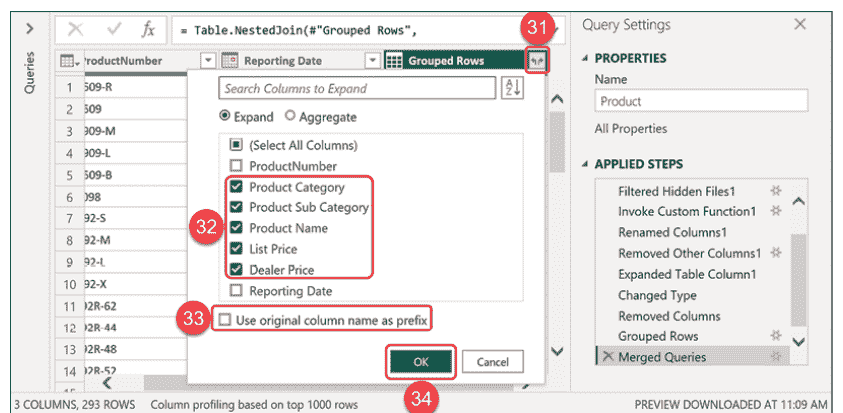 = Table.NestedJoin(#"Grouped Rows",
31
Query Settings
Queries
ProductNumber
Reporting Date
Grouped Rows
PROPERTIES
Name
Product
All Properties
APPLIED STEPS
Filtered Hidden Files1
Invoke Custom Function1
Renamed Columns1
Removed Other Columns1
Expanded Table Column1
Changed Type
Removed Columns
Grouped Rows
Merged Queries
1 509-R
2 509
3 909-M
4 909-L
5 509-B
6 098
7 92-S
8 92-M
9 92-L
10 92-X
11 02R-62
12 02R-44
13 02R-48
14 02R-52
Search Columns to Expand
A Z
Expand
Aggregate
(Select All Columns)
ProductNumber
32
Product Category
Product Sub Category
Product Name
List Price
Dealer Price
Reporting Date
33
Use original column name as prefix
OK
Cancel
34
3 COLUMNS, 293 ROWS
Column profiling based on top 1000 rows
PREVIEW DOWNLOADED AT 11:09 AM